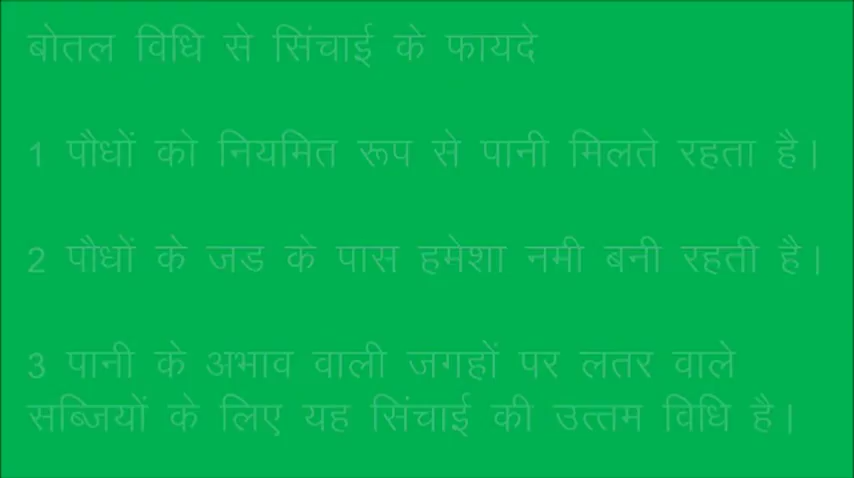 बोतल विधि से सिंचाई के फायदे
1 पौधों को नियमित रूप से पानी मिलते रहता है।
2 पौधों के जड के पास हमेशा नमी बनी रहती है।
3 पानी के अभाव वाली जगहों पर लतर वाले
सब्जियों के लिए यह सिंचाई की उत्तम विधि है।